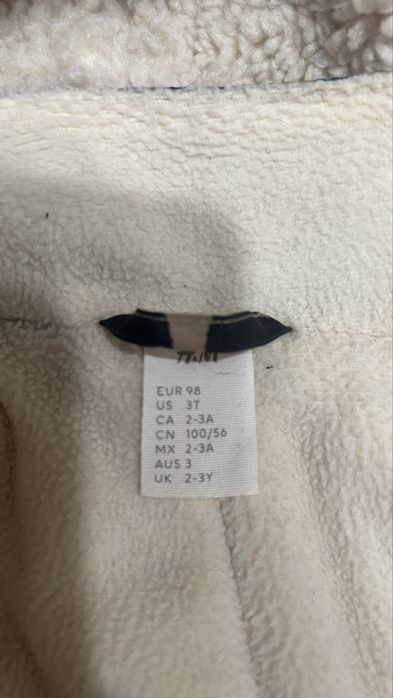 EUR 98
US 3T
CA 2-3A
CN 100/56
MX 2-3A
AUS 3
UK 2-3Y